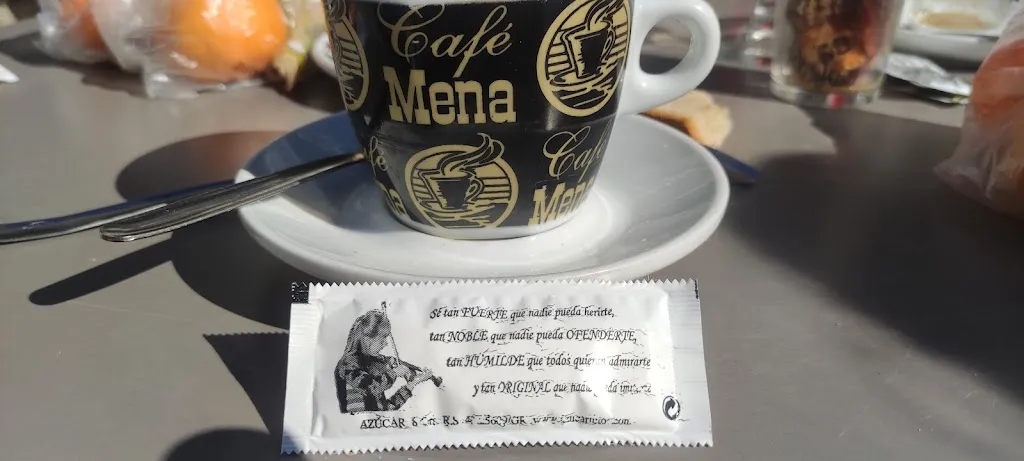 Café
Mena
Café
Mena
Sé tan FUERTE que nadie pueda herirte,
tan NOBLE que nadie pueda OFENDERTE,
tan HUMILDE que todos quieran admirarte
y tan ORIGINAL que nadie pueda
AZÚCAR